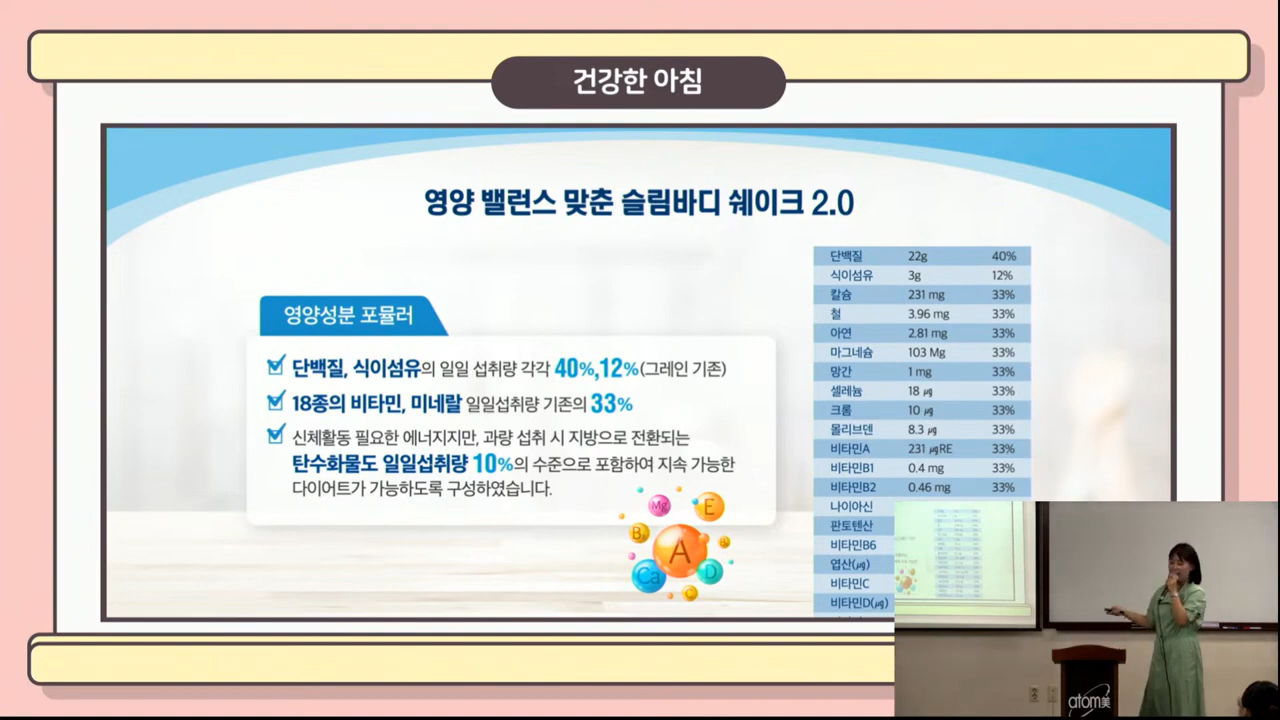 건강한 아침
영양 밸런스 맞춘 슬림바디 쉐이크 2.0
영양성분 포뮬러
단백질, 식이섬유의 일일 섭취량 각각 40%,12%(그레인 기존)
18종의 비타민, 미네랄 일일섭취량 기존의 33%
신체활동 필요한 에너지지만, 과량 섭취 시 지방으로 전환되는
탄수화물도 일일섭취량 10%의 수준으로 포함하여 지속 가능한
다이어트가 가능하도록 구성하였습니다.
Mg
E
B
A
Ca
D
C
단백질 22g 40%
식이섬유 3g 12%
칼슘 231 mg 33%
철 3.96 mg 33%
아연 2.81 mg 33%
마그네슘 103 Mg 33%
망간 1 mg 33%
셀레늄 18 ㎍ 33%
크롬 10 ㎍ 33%
몰리브덴 8.3 ㎍ 33%
비타민A 231 ㎍RE 33%
비타민B1 0.4 mg 33%
비타민B2 0.46 mg 33%
나이아신
판토텐산
비타민B6
엽산(㎍)
비타민C
비타민D(㎍)
atom美